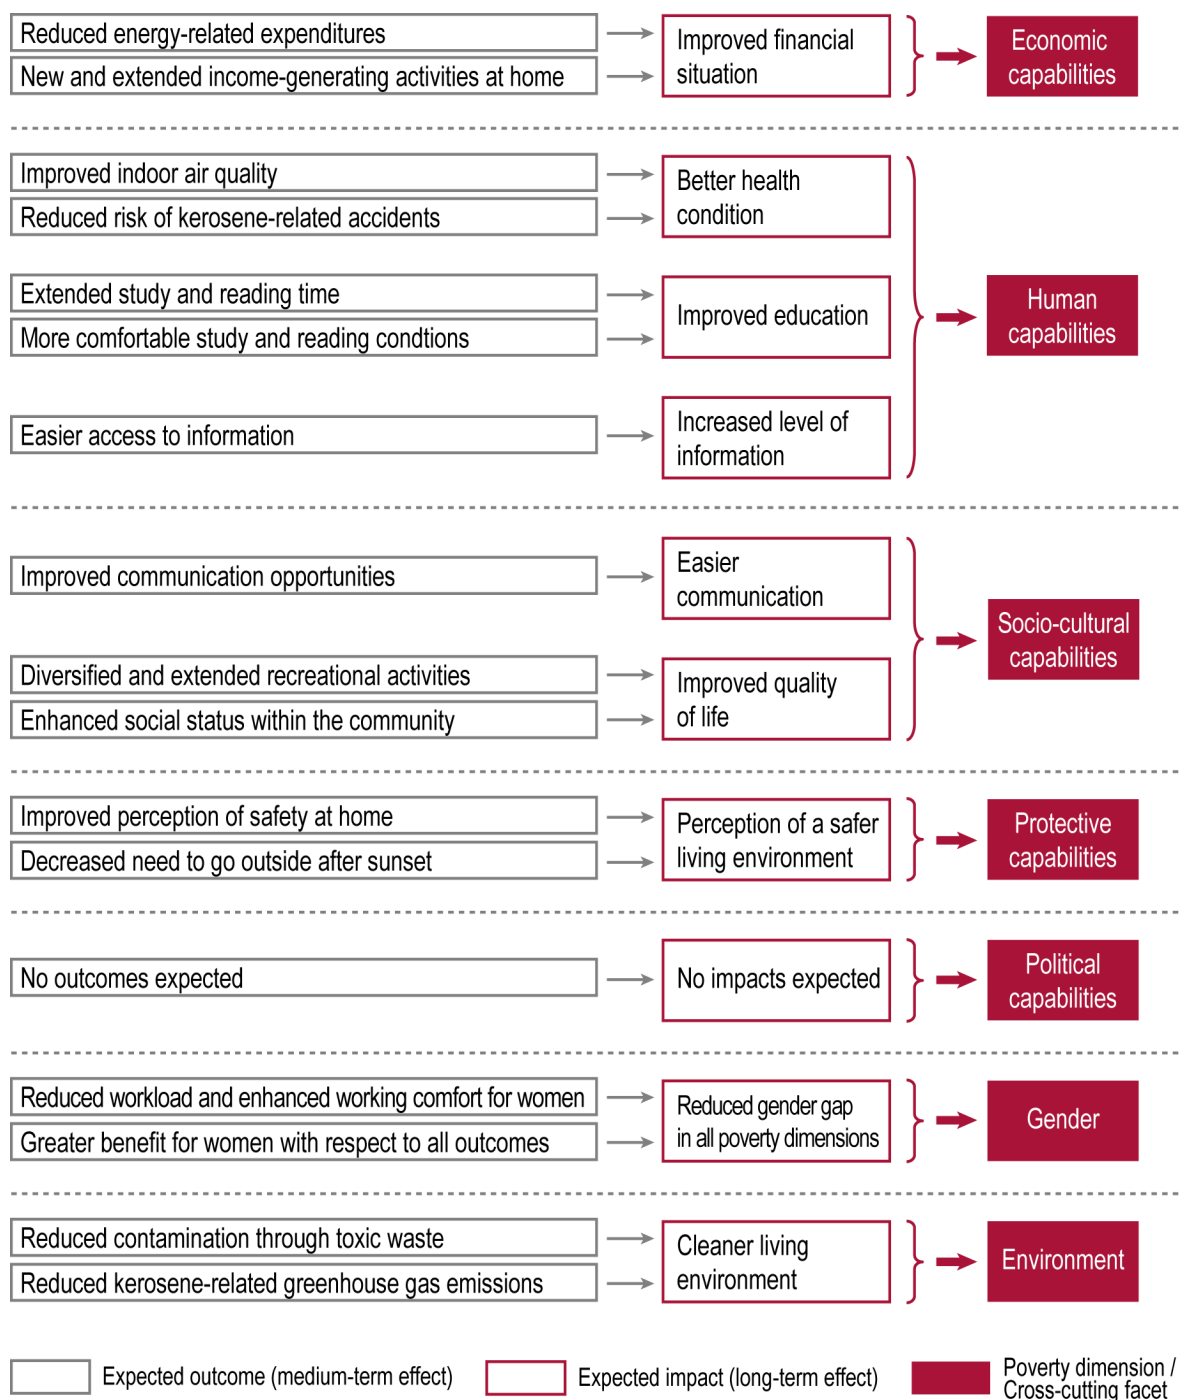 Reduced energy-related expenditures
New and extended income-generating activities at home
Improved financial
situation
Economic
capabilities
Improved indoor air quality
Reduced risk of kerosene-related accidents
Better health
condition
Extended study and reading time
More comfortable study and reading condtions
Improved education
Easier access to information
Increased level of
information
Human
capabilities
Improved communication opportunities
Easier
communication
Diversified and extended recreational activities
Enhanced social status within the community
Improved quality
of life
Socio-cultural
capabilities
Improved perception of safety at home
Decreased need to go outside after sunset
Perception of a safer
living environment
Protective
capabilities
No outcomes expected
No impacts expected
Political
capabilities
Reduced workload and enhanced working comfort for women
Greater benefit for women with respect to all outcomes
Reduced gender gap
in all poverty dimensions
Gender
Reduced contamination through toxic waste
Reduced kerosene-related greenhouse gas emissions
Cleaner living
environment
Environment
Expected outcome (medium-term effect)
Expected impact (long-term effect)
Poverty dimension /
Cross-cutting facet